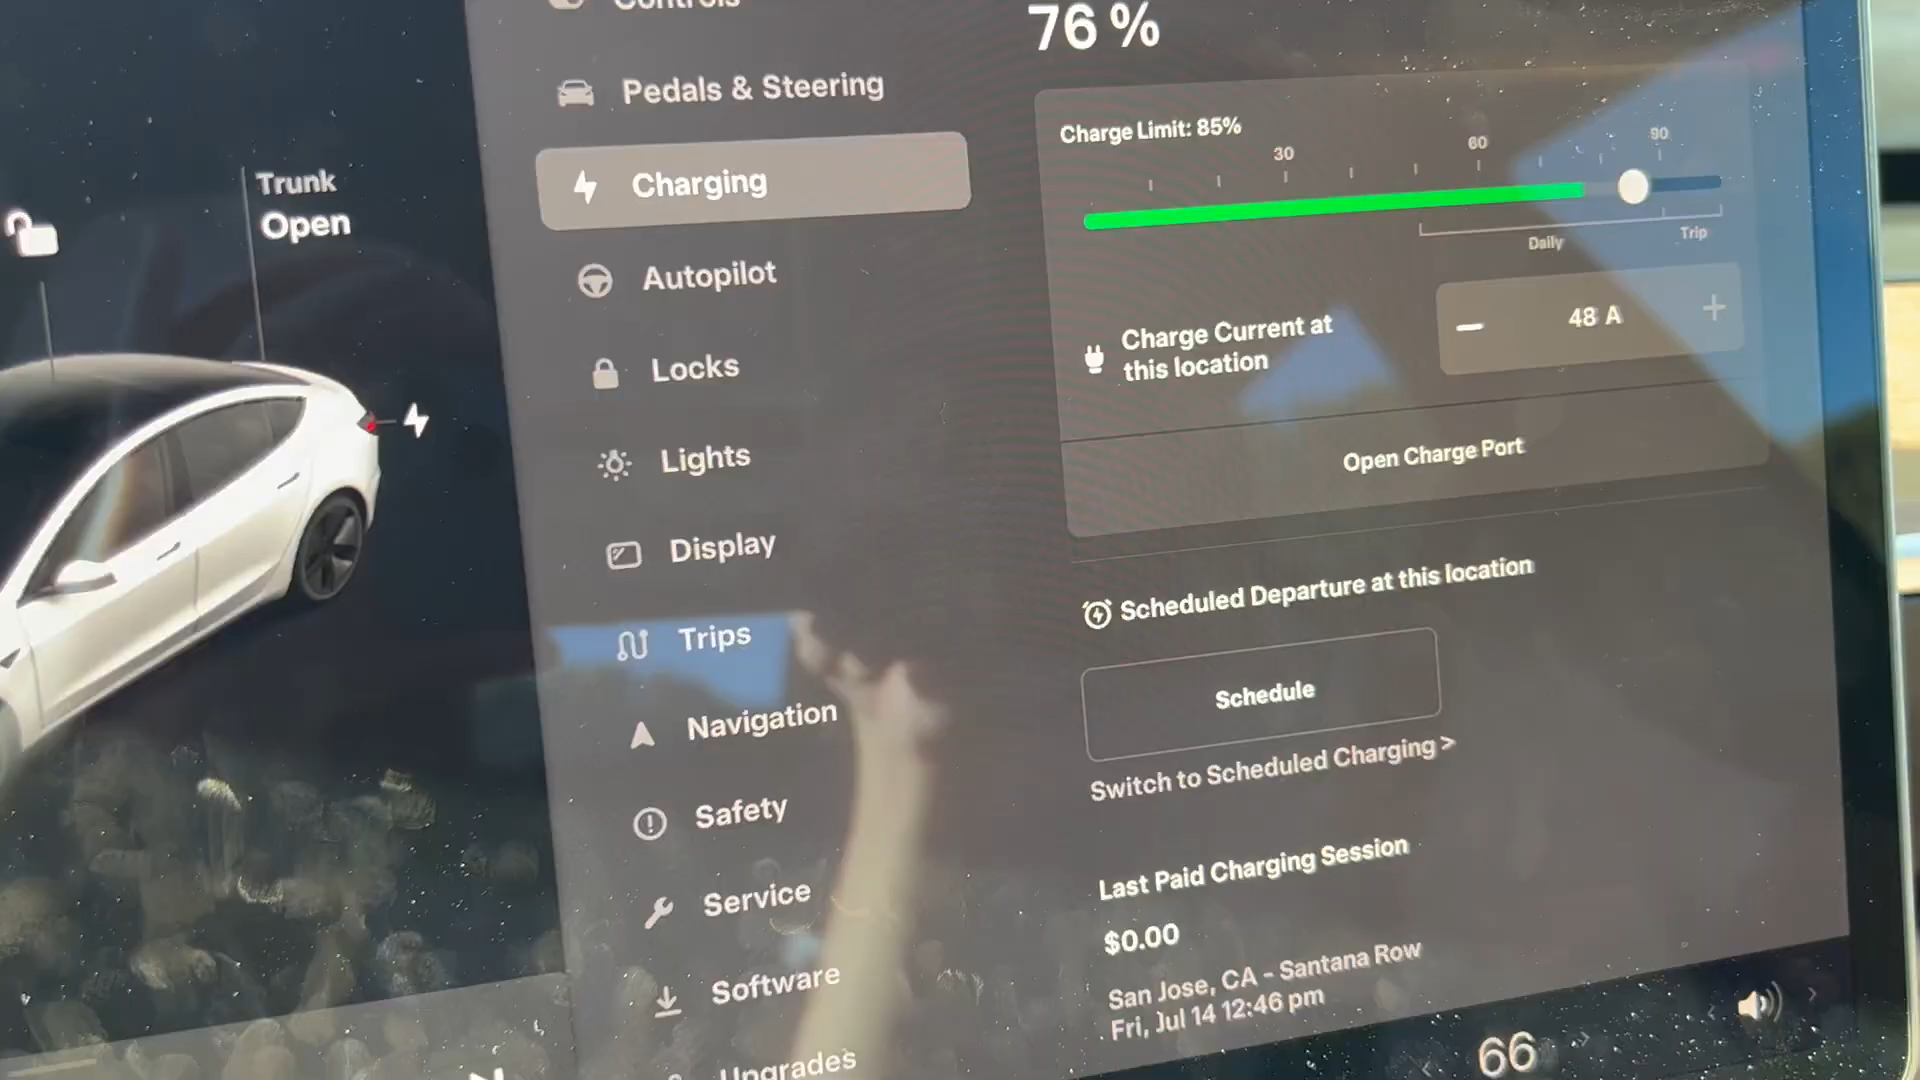 Controls
Pedals & Steering
Charging
Autopilot
Locks
Lights
Display
Trips
Navigation
Safety
Service
Software
Upgrades
Trunk
Open
76 %
Charge Limit: 85%
30
60
90
Daily
Trip
Charge Current at
this location
48 A
Open Charge Port
Scheduled Departure at this location
Schedule
Switch to Scheduled Charging >
Last Paid Charging Session
$0.00
San Jose, CA - Santana Row
Fri, Jul 14 12:46 pm
66